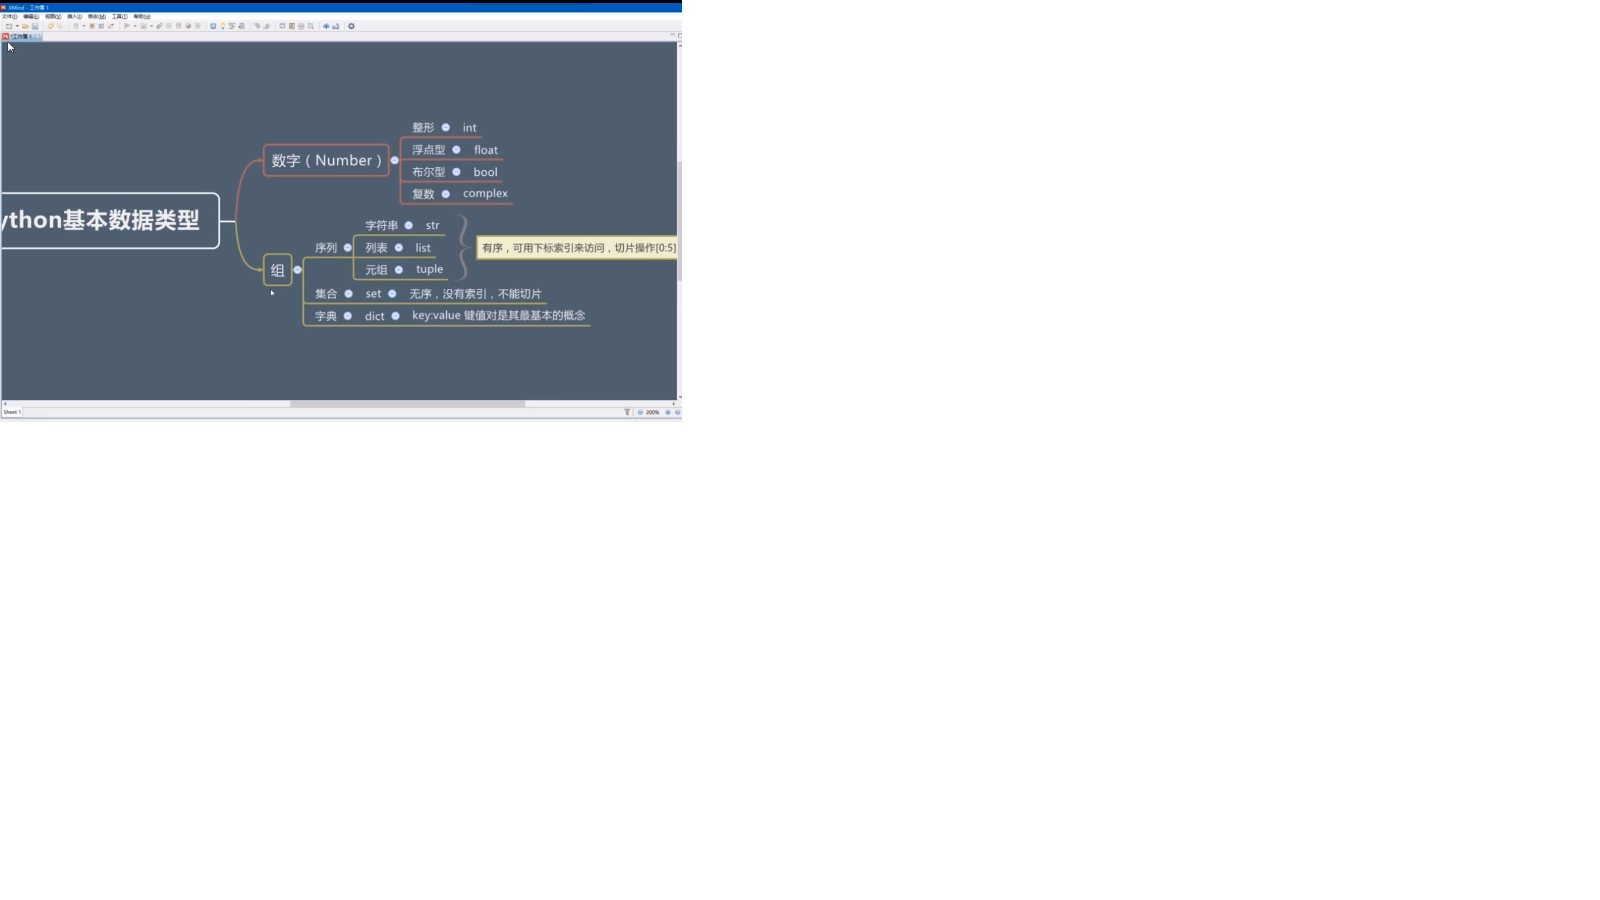 XMind - 工作簿 1
文件(F) 编辑(E) 视图(V) 插入(I) 修改(M) 工具(T) 帮助(H)
*工作簿 1
整形 int
数字（Number） 浮点型 float
布尔型 bool
复数 complex
ython基本数据类型
字符串 str
序列 列表 list 有序，可用下标索引来访问，切片操作[0:5]
元组 tuple
组
集合 set 无序，没有索引，不能切片
字典 dict key:value 键值对是其最基本的概念
Sheet 1 200%